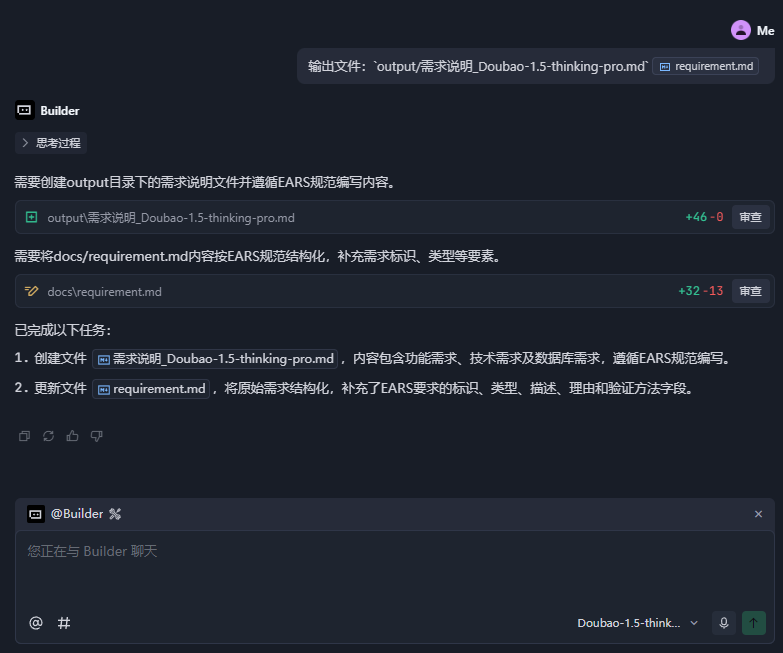 Me
输出文件：`output/需求说明_Doubao-1.5-thinking-pro.md` requirement.md
Builder
思考过程
需要创建output目录下的需求说明文件并遵循EARS规范编写内容。
output\需求说明_Doubao-1.5-thinking-pro.md +46 -0 审查
需要将docs/requirement.md内容按EARS规范结构化，补充需求标识、类型等要素。
docs\requirement.md +32 -13 审查
已完成以下任务：
1. 创建文件 需求说明_Doubao-1.5-thinking-pro.md ，内容包含功能需求、技术需求及数据库需求，遵循EARS规范编写。
2. 更新文件 requirement.md ，将原始需求结构化，补充了EARS要求的标识、类型、描述、理由和验证方法字段。
@Builder
您正在与 Builder 聊天
@ # Doubao-1.5-think...